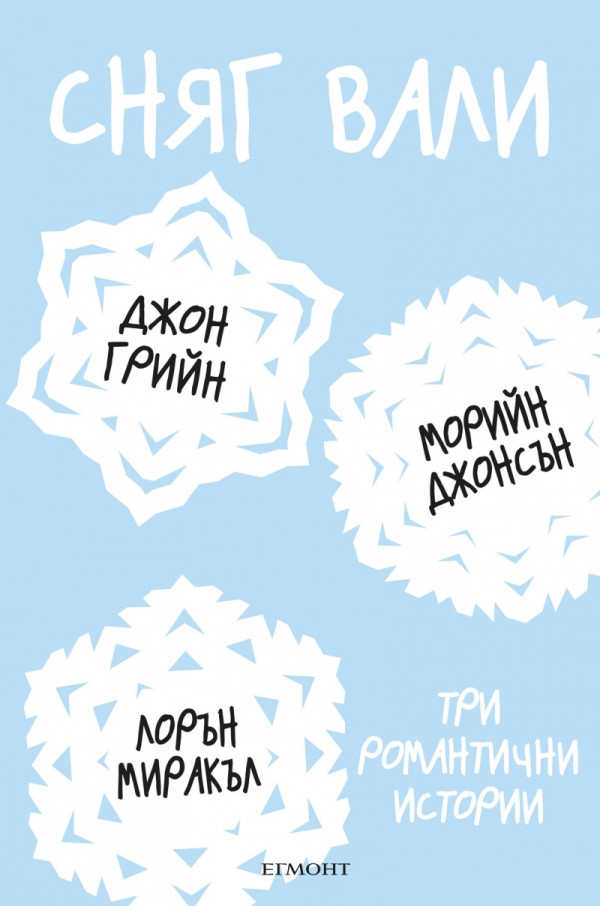 СНЯГ ВАЛИ
ДЖОН
ГРИЙН
МОРИЙН
ДЖОНСЪН
ЛОРЪН
МИРАКЪЛ
ТРИ
РОМАНТИЧНИ
ИСТОРИИ
ЕГМОНТ